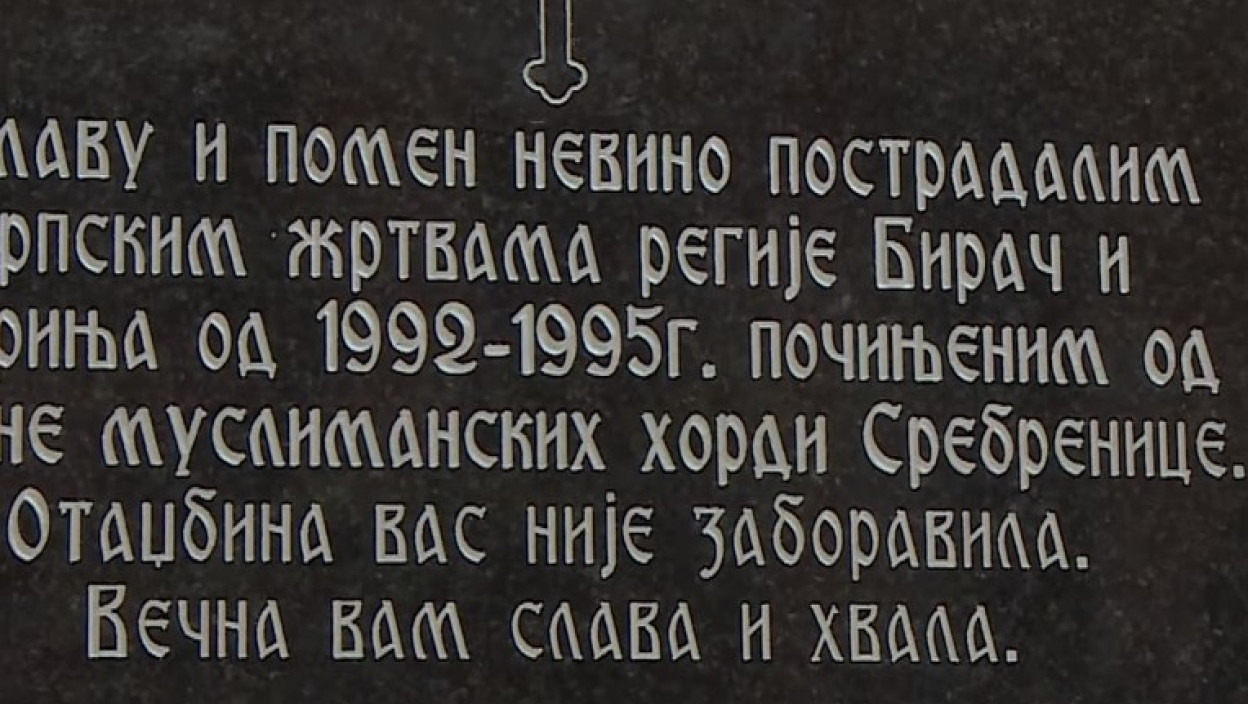 лаву и помен невино пострадалим
рпским жртвама регије Бирач и
риња од 1992-1995г. почињеним од
не муслиманских хорди Сребренице.
Отаџбина вас није заборавила.
Вечна вам слава и хвала.